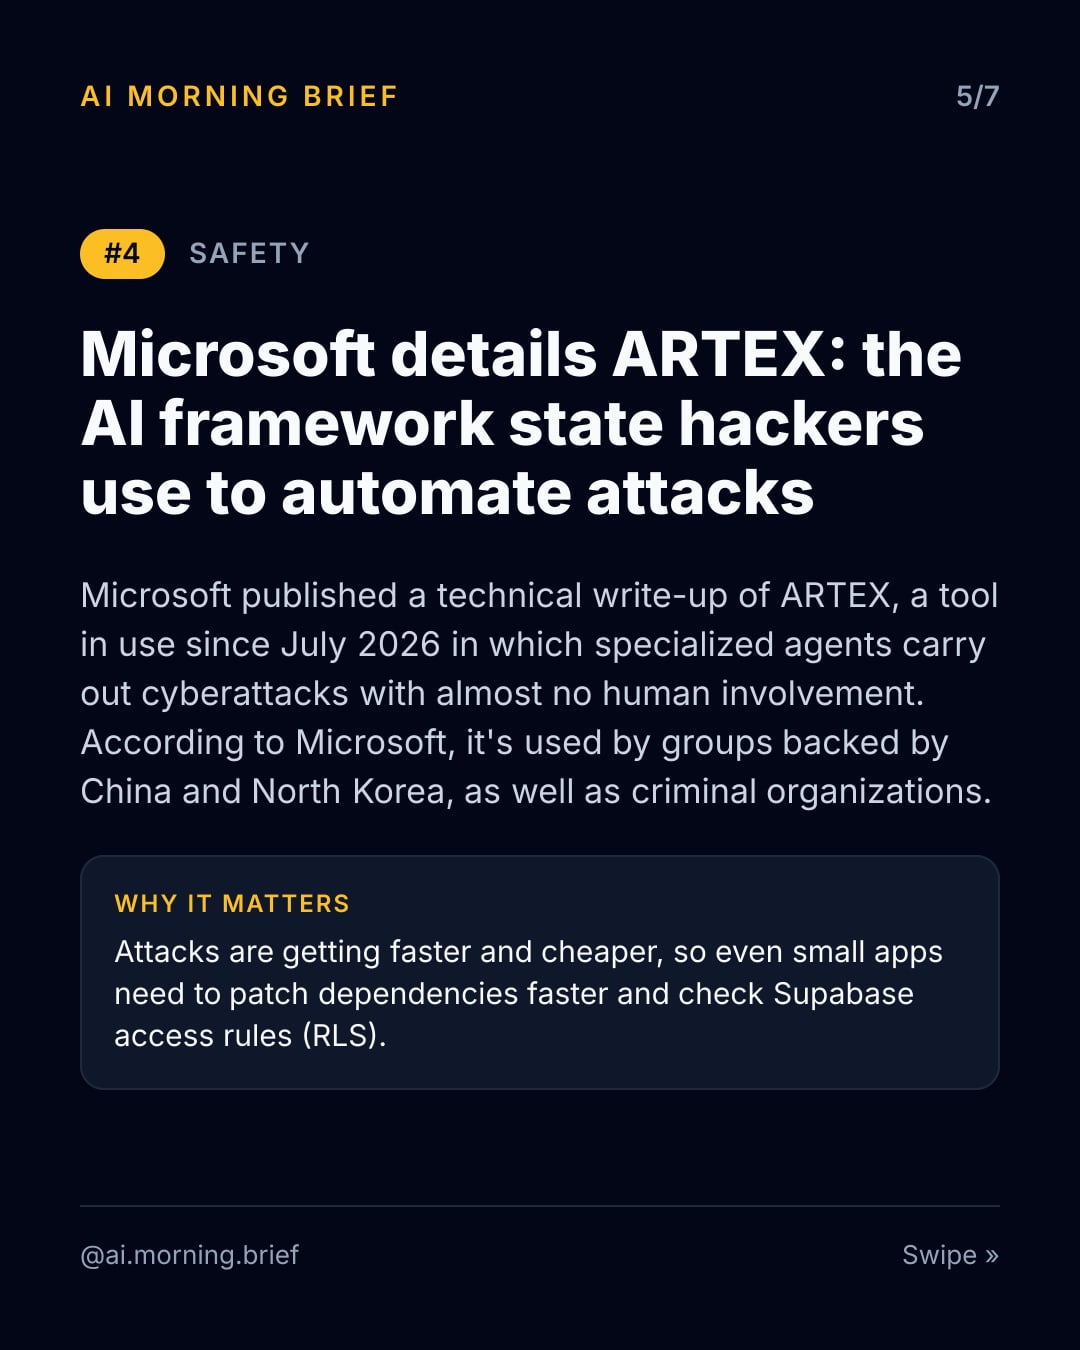 AI MORNING BRIEF
5/7
#4 SAFETY
Microsoft details ARTEX: the
AI framework state hackers
use to automate attacks
Microsoft published a technical write-up of ARTEX, a tool
in use since July 2026 in which specialized agents carry
out cyberattacks with almost no human involvement.
According to Microsoft, it's used by groups backed by
China and North Korea, as well as criminal organizations.
WHY IT MATTERS
Attacks are getting faster and cheaper, so even small apps
need to patch dependencies faster and check Supabase
access rules (RLS).
@ai.morning.brief
Swipe »